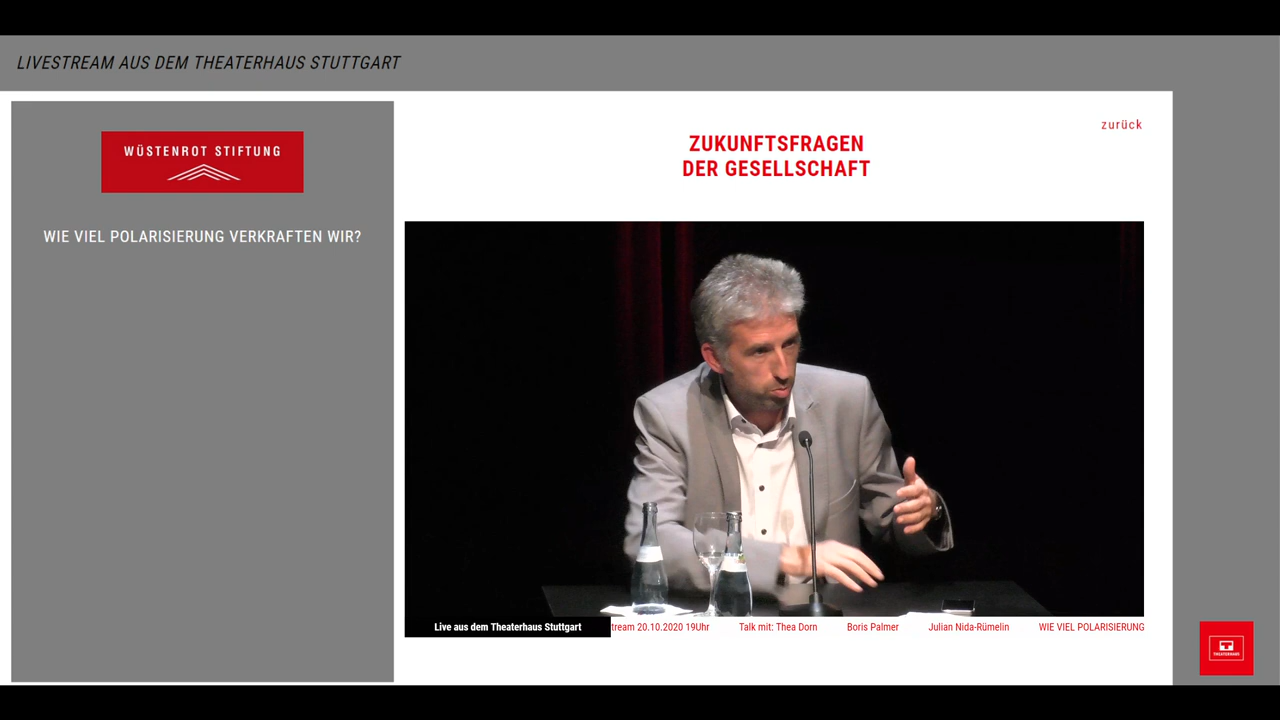 LIVESTREAM AUS DEM THEATERHAUS STUTTGART
WÜSTENROT STIFTUNG
WIE VIEL POLARISIERUNG VERKRAFTEN WIR?
zurück
ZUKUNFTSFRAGEN
DER GESELLSCHAFT
Live aus dem Theaterhaus Stuttgart tream 20.10.2020 19Uhr Talk mit: Thea Dorn Boris Palmer Julian Nida-Rümelin WIE VIEL POLARISIERUNG
THEATERHAUS